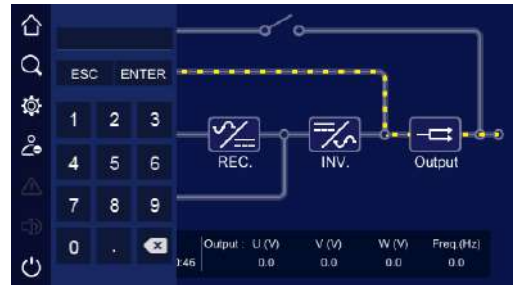 ESC ENTER
1 2 3
4 5 6
7 8 9
0 .
REC. INV. Output
Output : U (V) V (V) W (V) Freq.(Hz)
:46 0.0 0.0 0.0 0.0